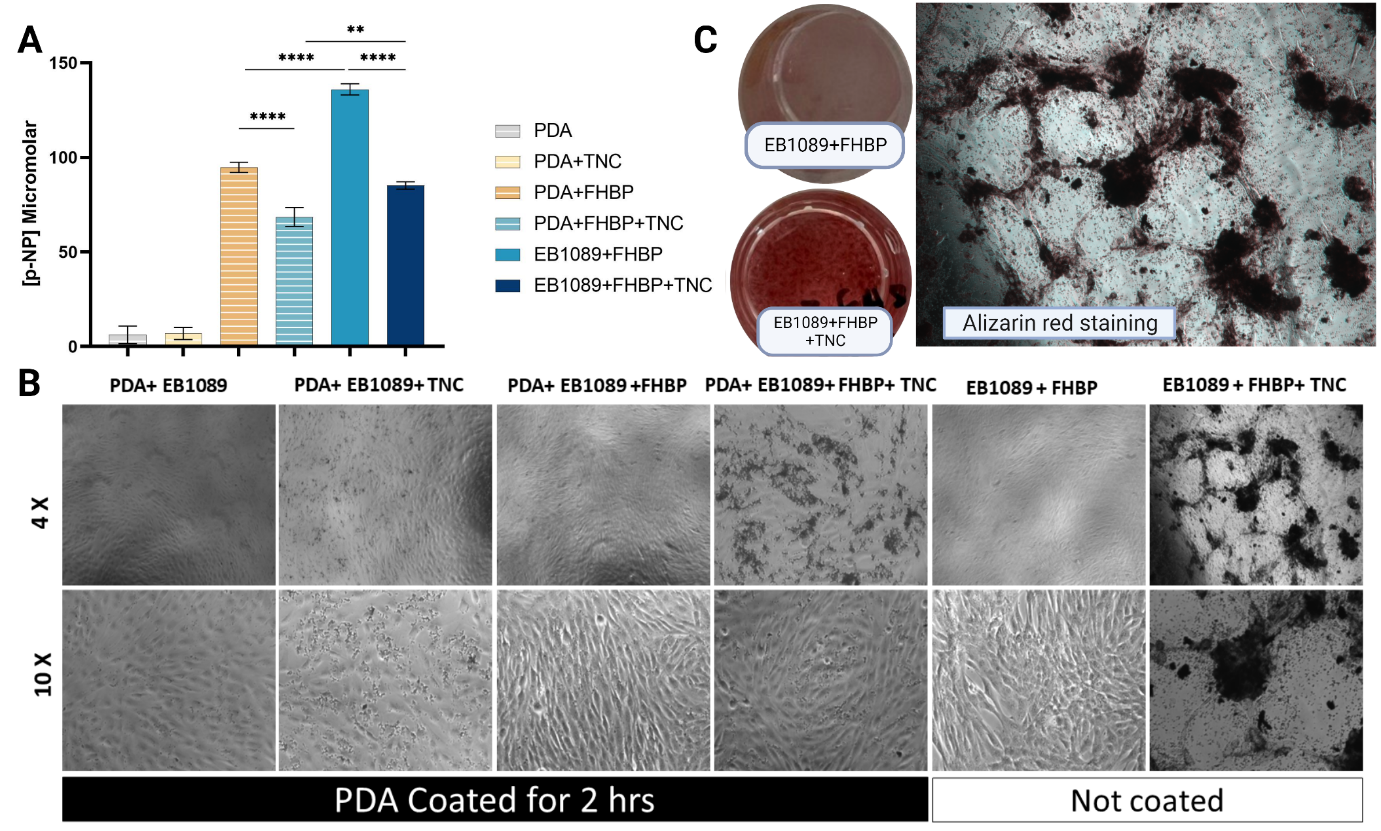 A
**
****
****
****
150
100
50
0
[p-NP] Micromolar
PDA
PDA+TNC
PDA+FHBP
PDA+FHBP+TNC
EB1089+FHBP
EB1089+FHBP+TNC
C
EB1089+FHBP
EB1089+FHBP
+TNC
Alizarin red staining
B
PDA+ EB1089
PDA+ EB1089+TNC
PDA+ EB1089 +FHBP
PDA+ EB1089+FHBP+ TNC
EB1089 + FHBP
EB1089 + FHBP+ TNC
4 X
10 X
PDA Coated for 2 hrs
Not coated